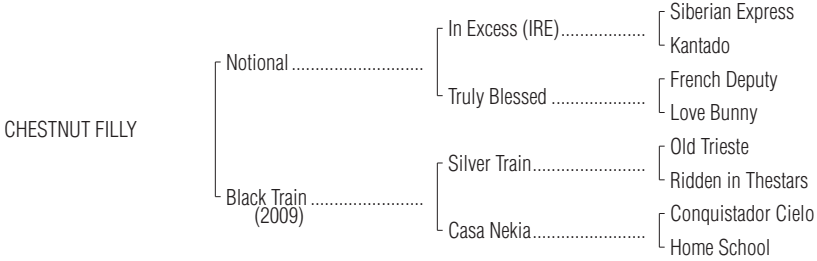 Siberian Express
In Excess (IRE)...................
Kantado
Notional ............................
French Deputy
Truly Blessed ....................
Love Bunny
CHESTNUT FILLY
Old Trieste
Silver Train........................
Ridden in Thestars
Black Train ........................
(2009)
Conquistador Cielo
Casa Nekia........................
Home School